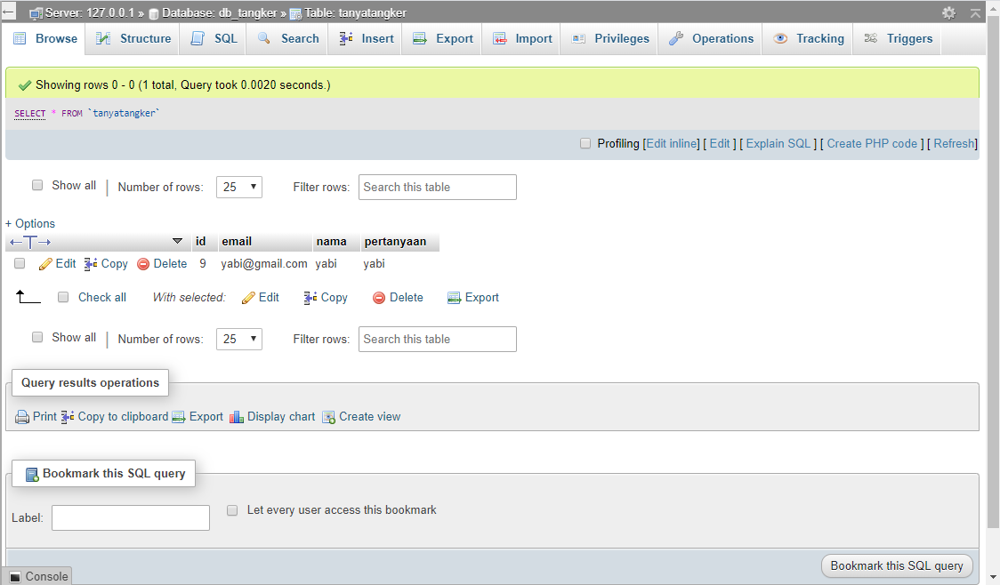 Server: 127.0.0.1 » Database: db_tangker » Table: tanyatangker
Browse Structure SQL Search Insert Export Import Privileges Operations Tracking Triggers
Showing rows 0 - 0 (1 total, Query took 0.0020 seconds.)
SELECT * FROM `tanyatangker`
Profiling [Edit inline] [ Edit ] [ Explain SQL ] [ Create PHP code ] [ Refresh]
Show all | Number of rows: 25 Filter rows: Search this table
+ Options
id email nama pertanyaan
Edit Copy Delete 9 yabi@gmail.com yabi yabi
Check all With selected: Edit Copy Delete Export
Show all | Number of rows: 25 Filter rows: Search this table
Query results operations
Print Copy to clipboard Export Display chart Create view
Bookmark this SQL query
Label: Let every user access this bookmark
Bookmark this SQL query
Console